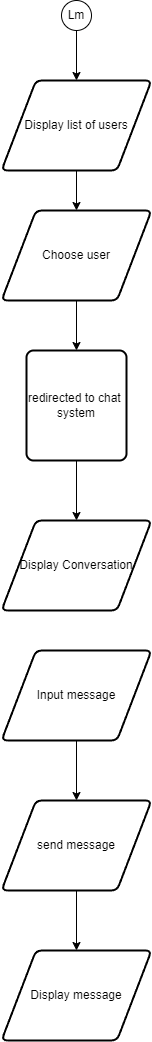 Lm
Display list of users
Choose user
redirected to chat
system
Display Conversation
Input message
send message
Display message